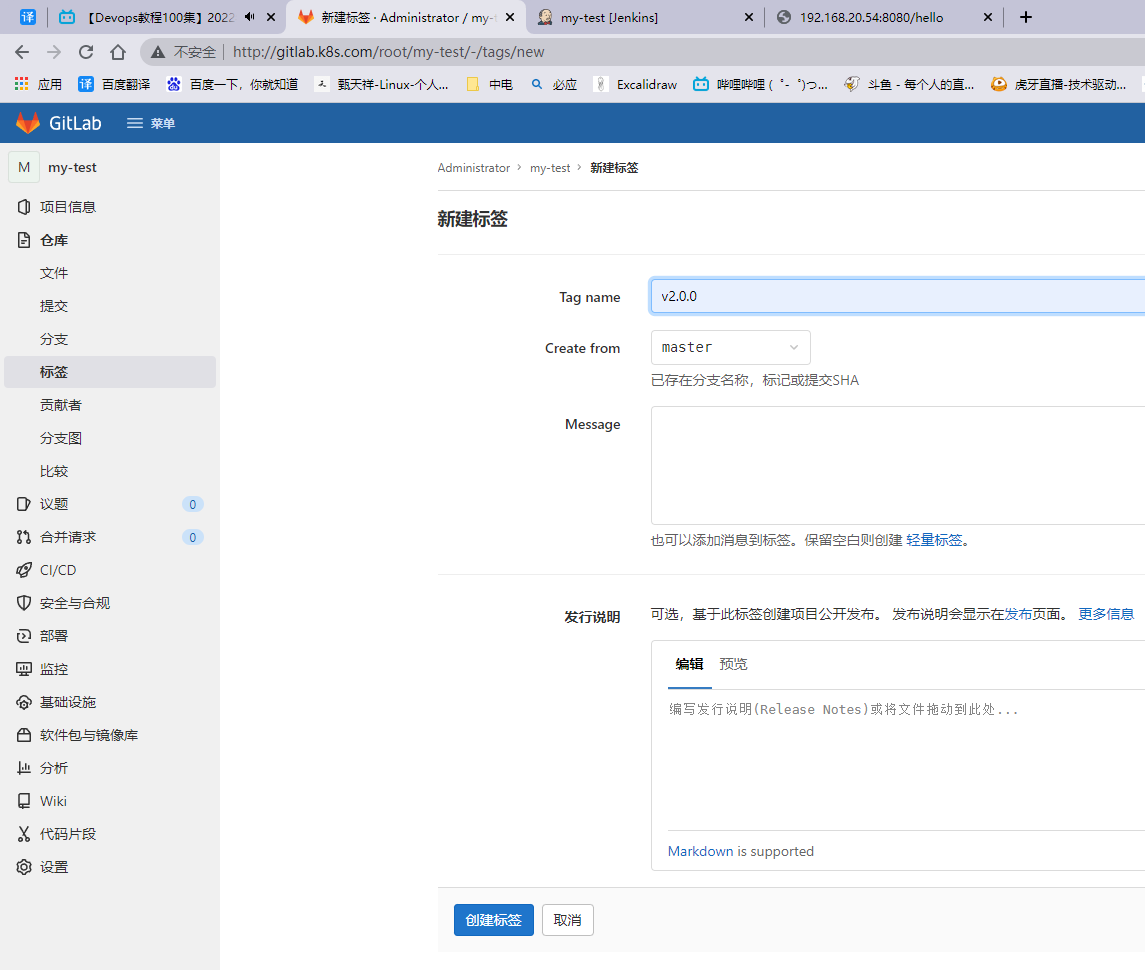 译
【Devops教程100集】2022
新建标签 · Administrator / my-t
my-test [Jenkins]
192.168.20.54:8080/hello
不安全
http://gitlab.k8s.com/root/my-test/-/tags/new
应用
译 百度翻译
百度一下，你就知道
甄天祥-Linux-个人...
中电
必应
Excalidraw
哔哩哔哩 ( ゜- ゜)つ...
斗鱼 - 每个人的直...
虎牙直播-技术驱动...
GitLab
菜单
M my-test
项目信息
仓库
文件
提交
分支
标签
贡献者
分支图
比较
议题 0
合并请求 0
CI/CD
安全与合规
部署
监控
基础设施
软件包与镜像库
分析
Wiki
代码片段
设置
Administrator › my-test › 新建标签
新建标签
Tag name
v2.0.0
Create from
master
已存在分支名称，标记或提交SHA
Message
也可以添加消息到标签。保留空白则创建 轻量标签。
发行说明
可选，基于此标签创建项目公开发布。 发布说明会显示在发布页面。 更多信息
编辑 预览
编写发行说明(Release Notes)或将文件拖动到此处...
Markdown is supported
创建标签 取消